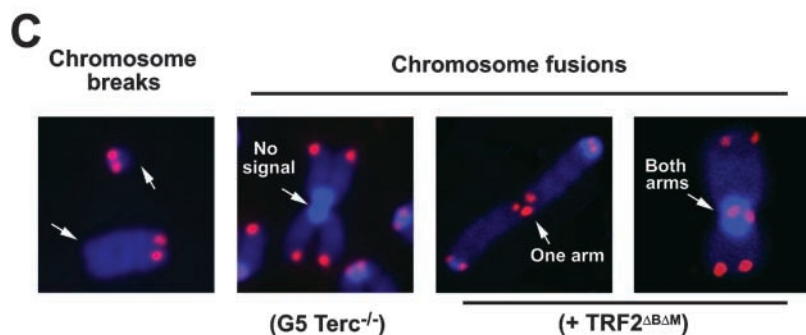 C
Chromosome
breaks
Chromosome fusions
No
signal
One arm
Both
arms
(G5 Terc-/-)
(+ TRF2ΔBΔM)